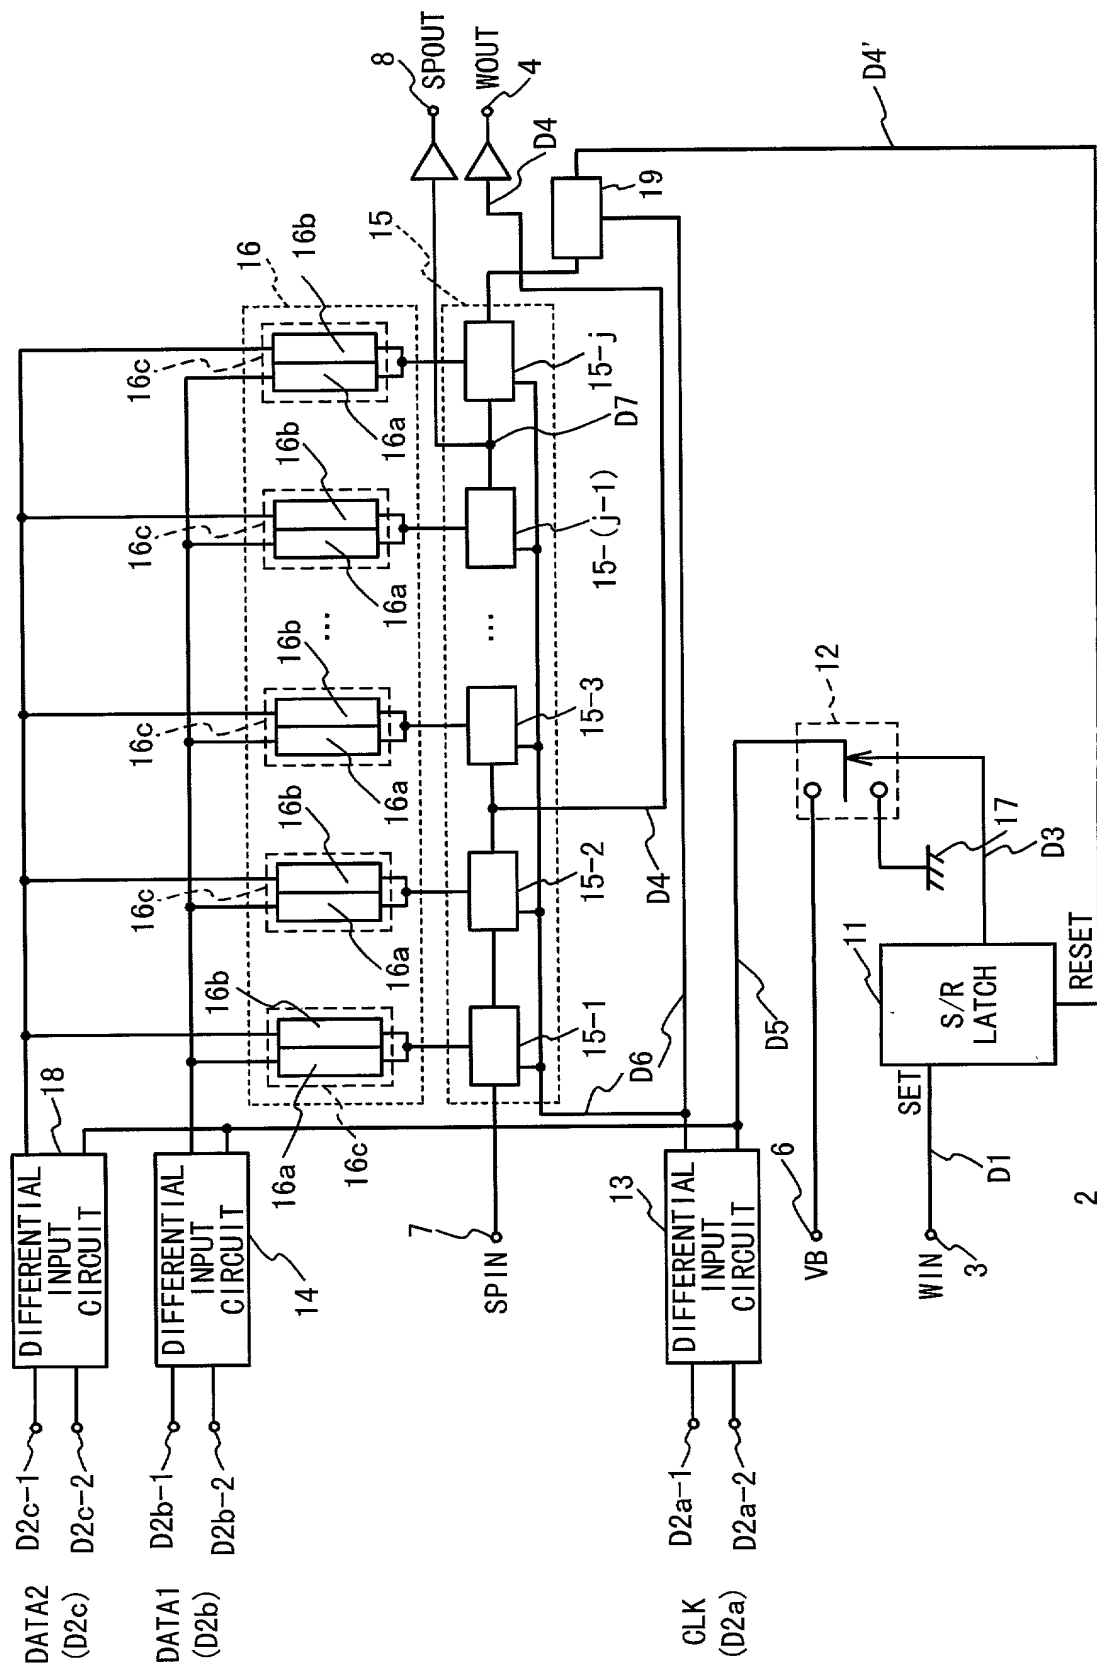 DATA2
(D2c)
D2c-1
D2c-2
DIFFERENTIAL
INPUT
CIRCUIT
18
DATA1
(D2b)
D2b-1
D2b-2
DIFFERENTIAL
INPUT
CIRCUIT
14
16a
16b
16c
16c
16a
16b
16c
16a
16b
...
16c
16a
16b
16c
16a
16b
16
15
8
SPOUT
WOUT
4
D4
7
SPIN
15-1
15-2
15-3
...
15-(j-1)
D7
15-j
19
D4'
D6
D4
CLK
(D2a)
D2a-1
D2a-2
13
DIFFERENTIAL
INPUT
CIRCUIT
D5
6
VB
12
17
D3
WIN
3
D1
SET
11
S/R
LATCH
RESET
2